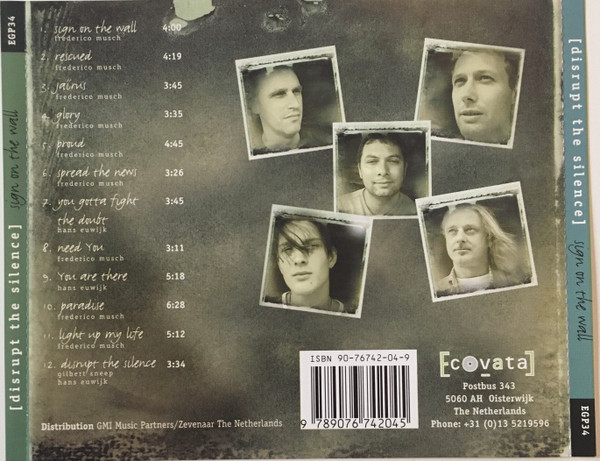 EGP34
sign on the wall
[disrupt the silence]
1. sign on the wall 4:00
frederico musch
2. rescued 4:19
frederico musch
3. jairus 3:45
frederico musch
4. glory 3:35
frederico musch
5. proud 4:45
frederico musch
6. spread the news 3:26
frederico musch
7. you gotta fight 3:45
the doubt
hans euwijk
8. need You 3:11
frederico musch
9. You are there 5:18
hans euwijk
10. paradise 6:28
frederico musch
11. light up my life 5:12
frederico musch
12. disrupt the silence 3:34
gilbert sneep
hans euwijk
Distribution GMI Music Partners/Zevenaar The Netherlands
ISBN 90-76742-04-9
9 789076 742045
[ecovata]
Postbus 343
5060 AH Oisterwijk
The Netherlands
Phone: +31 (0)13 5219596
[disrupt the silence]
sign on the wall
EGP34